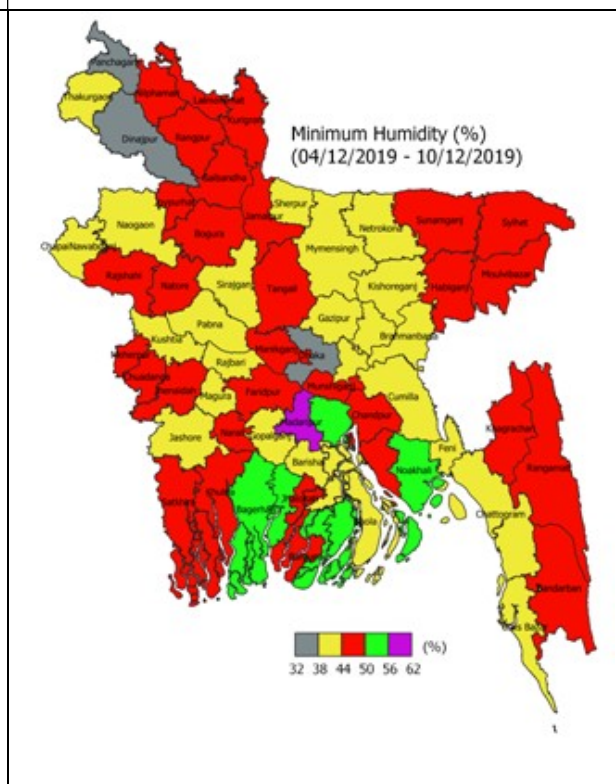 Panchagarh
Thakurgaon
Nilphamari
Lalmonirhat
Kurigram
Dinajpur
Rangpur
Minimum Humidity (%)
(04/12/2019 - 10/12/2019)
Gaibandha
Joypurhat
Sherpur
Naogaon
Bogura
Jamalpur
Netrokona
Sunamganj
Sylhet
ChapaiNawabganj
Mymensingh
Rajshahi
Natore
Sirajganj
Tangail
Kishoreganj
Habiganj
Moulvibazar
Pabna
Gazipur
Kushtia
Brahmanbaria
Meherpur
Rajbari
Manikganj
Dhaka
Chuadanga
Jhenaidah
Magura
Faridpur
Munshiganj
Cumilla
Madaripur
Chandpur
Khagrachari
Jashore
Narail
Gopalganj
Feni
Barishal
Noakhali
Rangamati
Satkhira
Khulna
Bagerhat
Jhalokati
Bhola
Chattogram
Barguna
Bandarban
Cox's Bazar
(%)
32 38 44 50 56 62